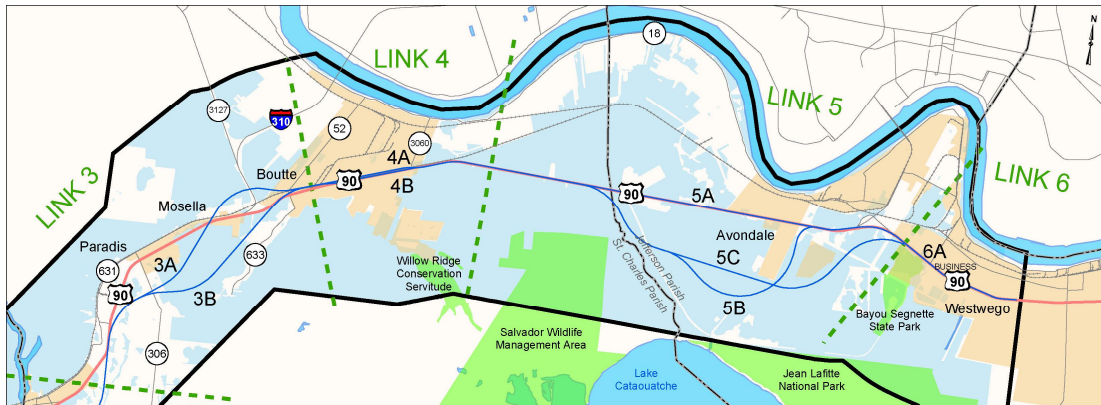 N
LINK 4
18
3127
310
LINK 5
52
3060
LINK 3
4A
Boutte
90
4B
90
5A
LINK 6
Mosella
Paradis
633
Avondale
631
3A
Willow Ridge
Conservation
Servitude
Jefferson Parish
St. Charles Parish
5C
6A
BUSINESS
90
90
3B
5B
Westwego
Bayou Segnette
State Park
306
Salvador Wildlife
Management Area
Lake
Cataouatche
Jean Lafitte
National Park